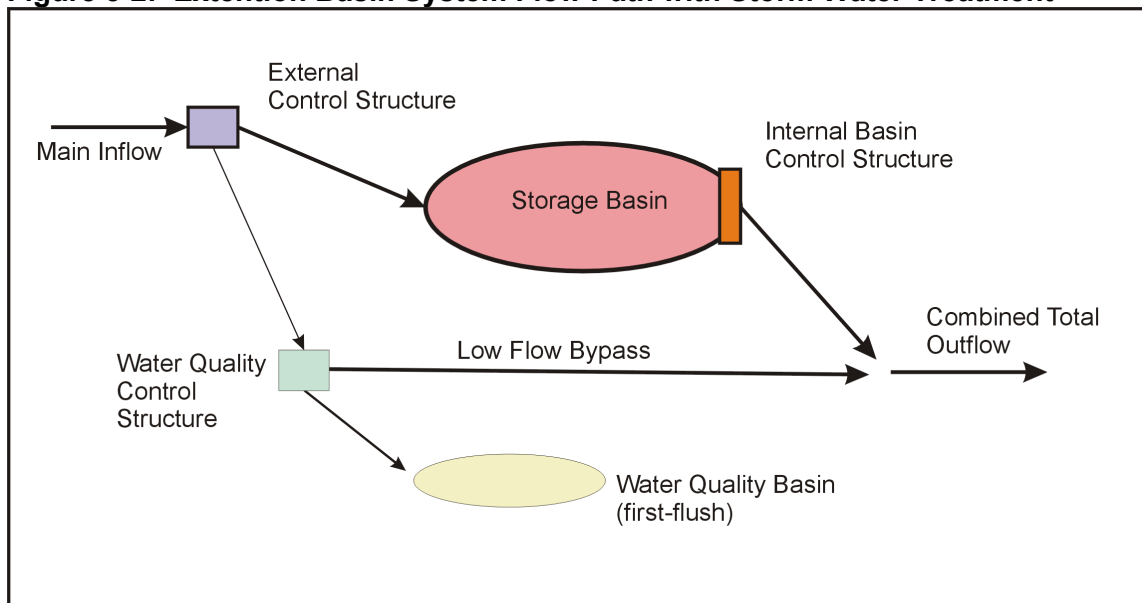 External
Control Structure
Main Inflow
Internal Basin
Control Structure
Storage Basin
Combined Total
Outflow
Low Flow Bypass
Water Quality
Control
Structure
Water Quality Basin
(first-flush)